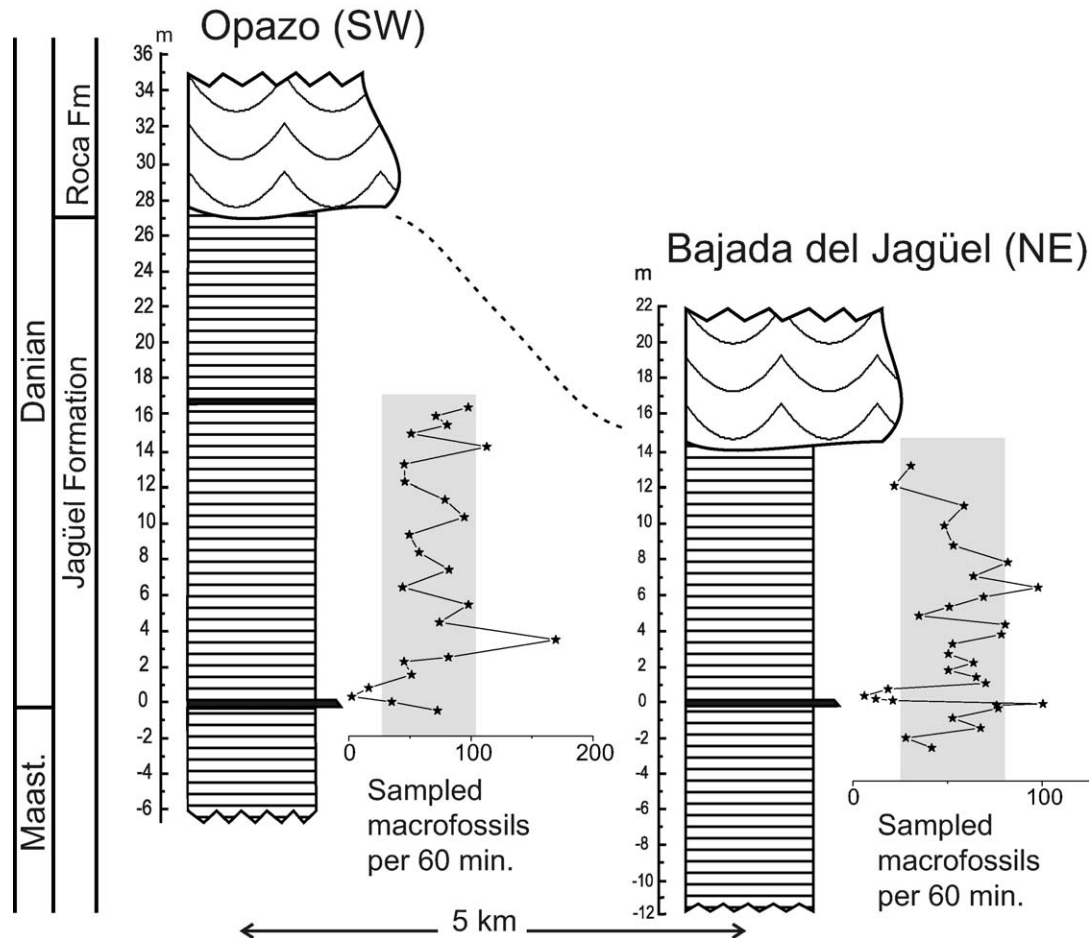 Opazo (SW)
m
36
34
32
30
28
26
24
22
20
18
16
14
12
10
8
6
4
2
0
-2
-4
-6
Roca Fm
Jagüel Formation
Danian
Maast.
0 100 200
Sampled
macrofossils
per 60 min.
Bajada del Jagüel (NE)
m
22
20
18
16
14
12
10
8
6
4
2
0
-2
-4
-6
-8
-10
-12
0 100
Sampled
macrofossils
per 60 min.
5 km